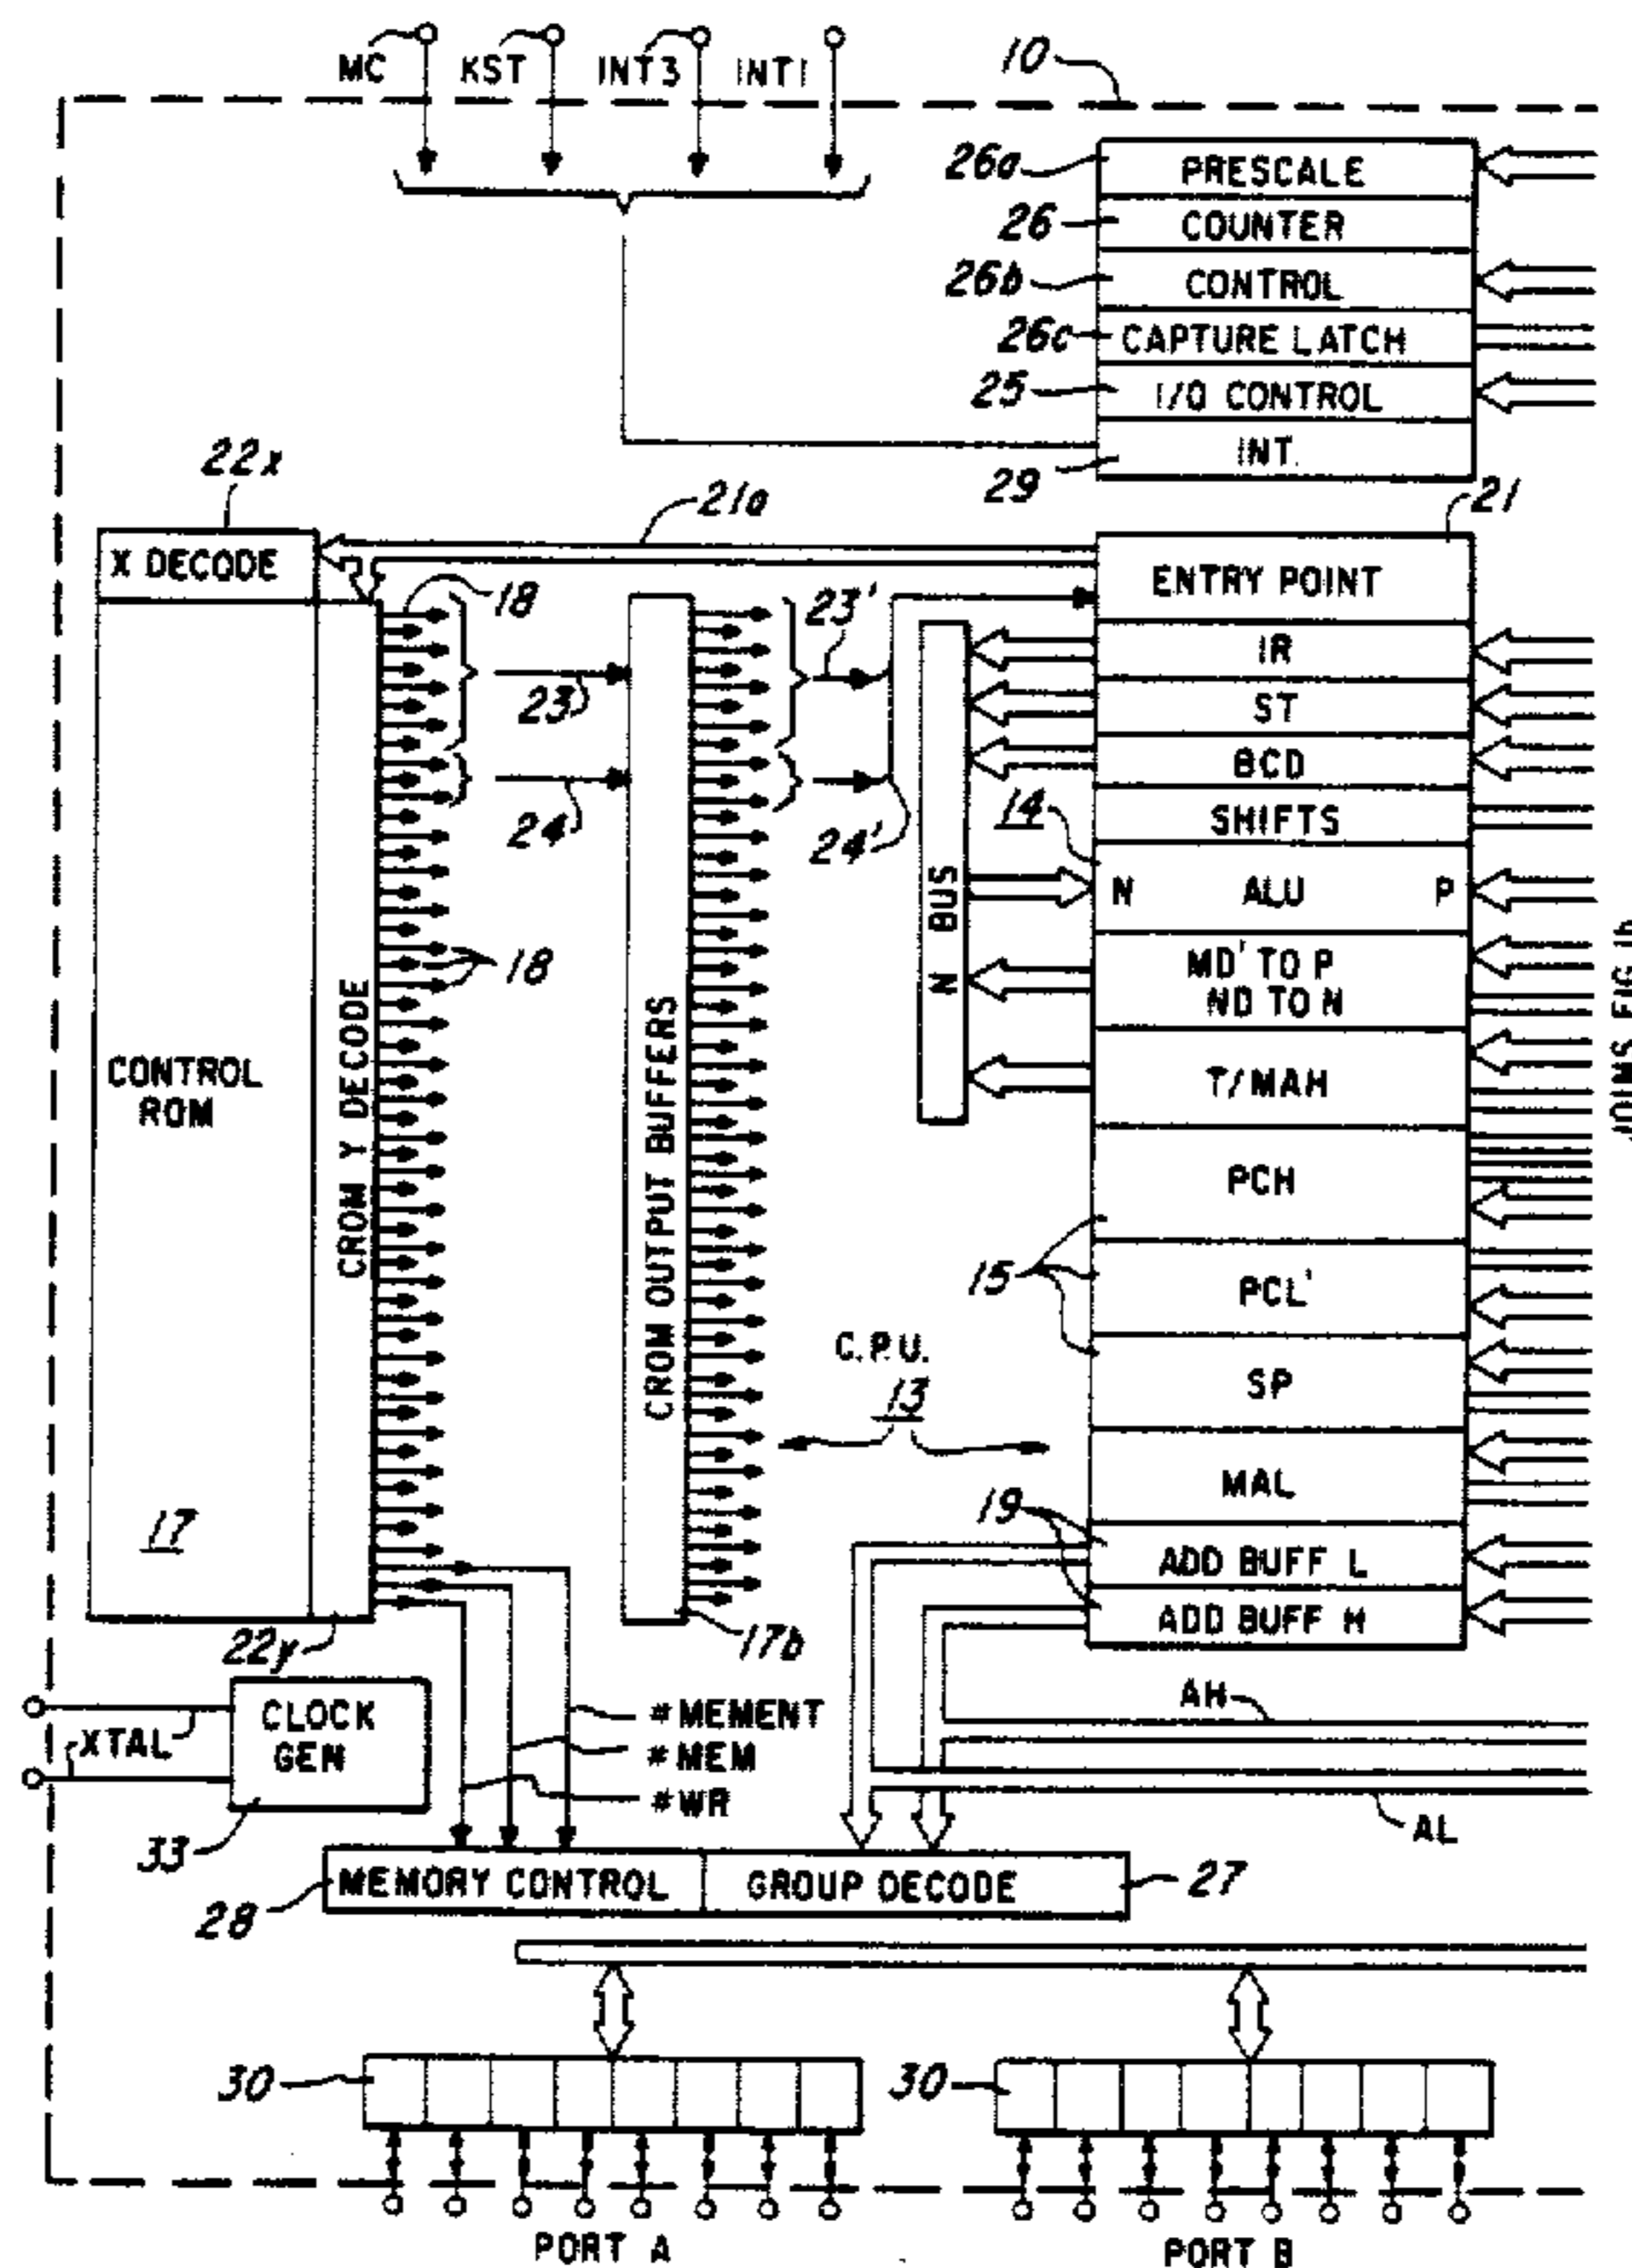 MC KST INT3 INT1
10
26a PRESCALE
26 COUNTER
26b CONTROL
26c CAPTURE LATCH
25 I/O CONTROL
29 INT.
22x
21a
21
X DECODE
ENTRY POINT
18
23
23'
IR
ST
24
24'
BCD
14
SHIFTS
N ALU P
18
N BUS
MD' TO P
ND TO N
T/MAH
CONTROL
ROM
CROM Y DECODE
CROM OUTPUT BUFFERS
JOINS FIG.1b
PCH
15
PCL'
C.P.U.
13
SP
MAL
17
19
ADD BUFF L
ADD BUFF H
22y
17b
XTAL
CLOCK
GEN
33
#MEMENT
#MEM
#WR
AH
AL
28 MEMORY CONTROL GROUP DECODE 27
30 30
PORT A PORT B